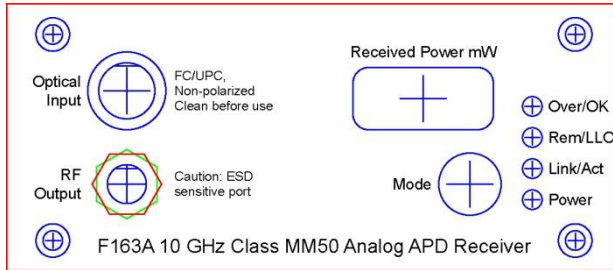 Received Power mW
Optical
Input
FC/UPC,
Non-polarized
Clean before use
Over/OK
Rem/LLO
Link/Act
Power
RF
Output
Caution: ESD
sensitive port
Mode
F163A 10 GHz Class MM50 Analog APD Receiver